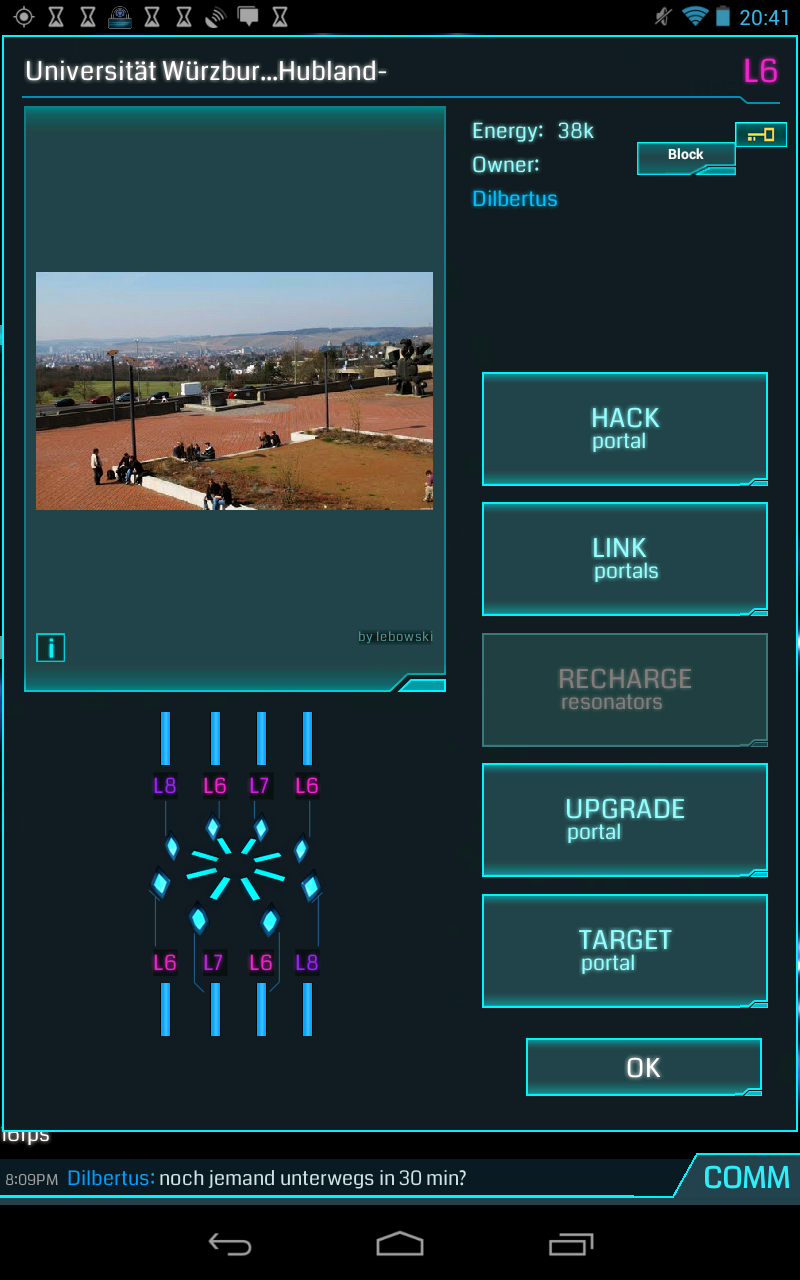 20:41
Universität Würzbur...Hubland-
L6
Energy: 38k
Block
Owner:
Dilbertus
HACK
portal
LINK
portals
i
by lebowski
RECHARGE
resonators
L8 L6 L7 L6
UPGRADE
portal
L6 L7 L6 L8
TARGET
portal
OK
16fps
8:09PM Dilbertus: noch jemand unterwegs in 30 min?
COMM